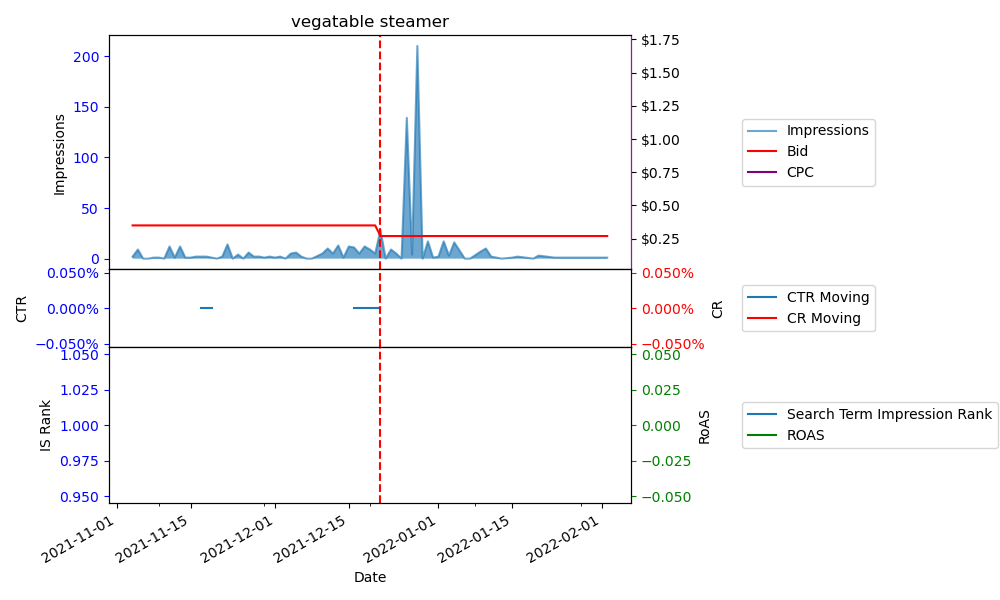 vegatable steamer
200
150
100
50
0
Impressions
$1.75
$1.50
$1.25
$1.00
$0.75
$0.50
$0.25
Impressions
Bid
CPC
0.050%
0.000%
−0.050%
CTR
0.050%
0.000%
−0.050%
CR
CTR Moving
CR Moving
1.050
1.025
1.000
0.975
0.950
IS Rank
0.050
0.025
0.000
−0.025
−0.050
RoAS
Search Term Impression Rank
ROAS
2021-11-01
2021-11-15
2021-12-01
2021-12-15
2022-01-01
2022-01-15
2022-02-01
Date